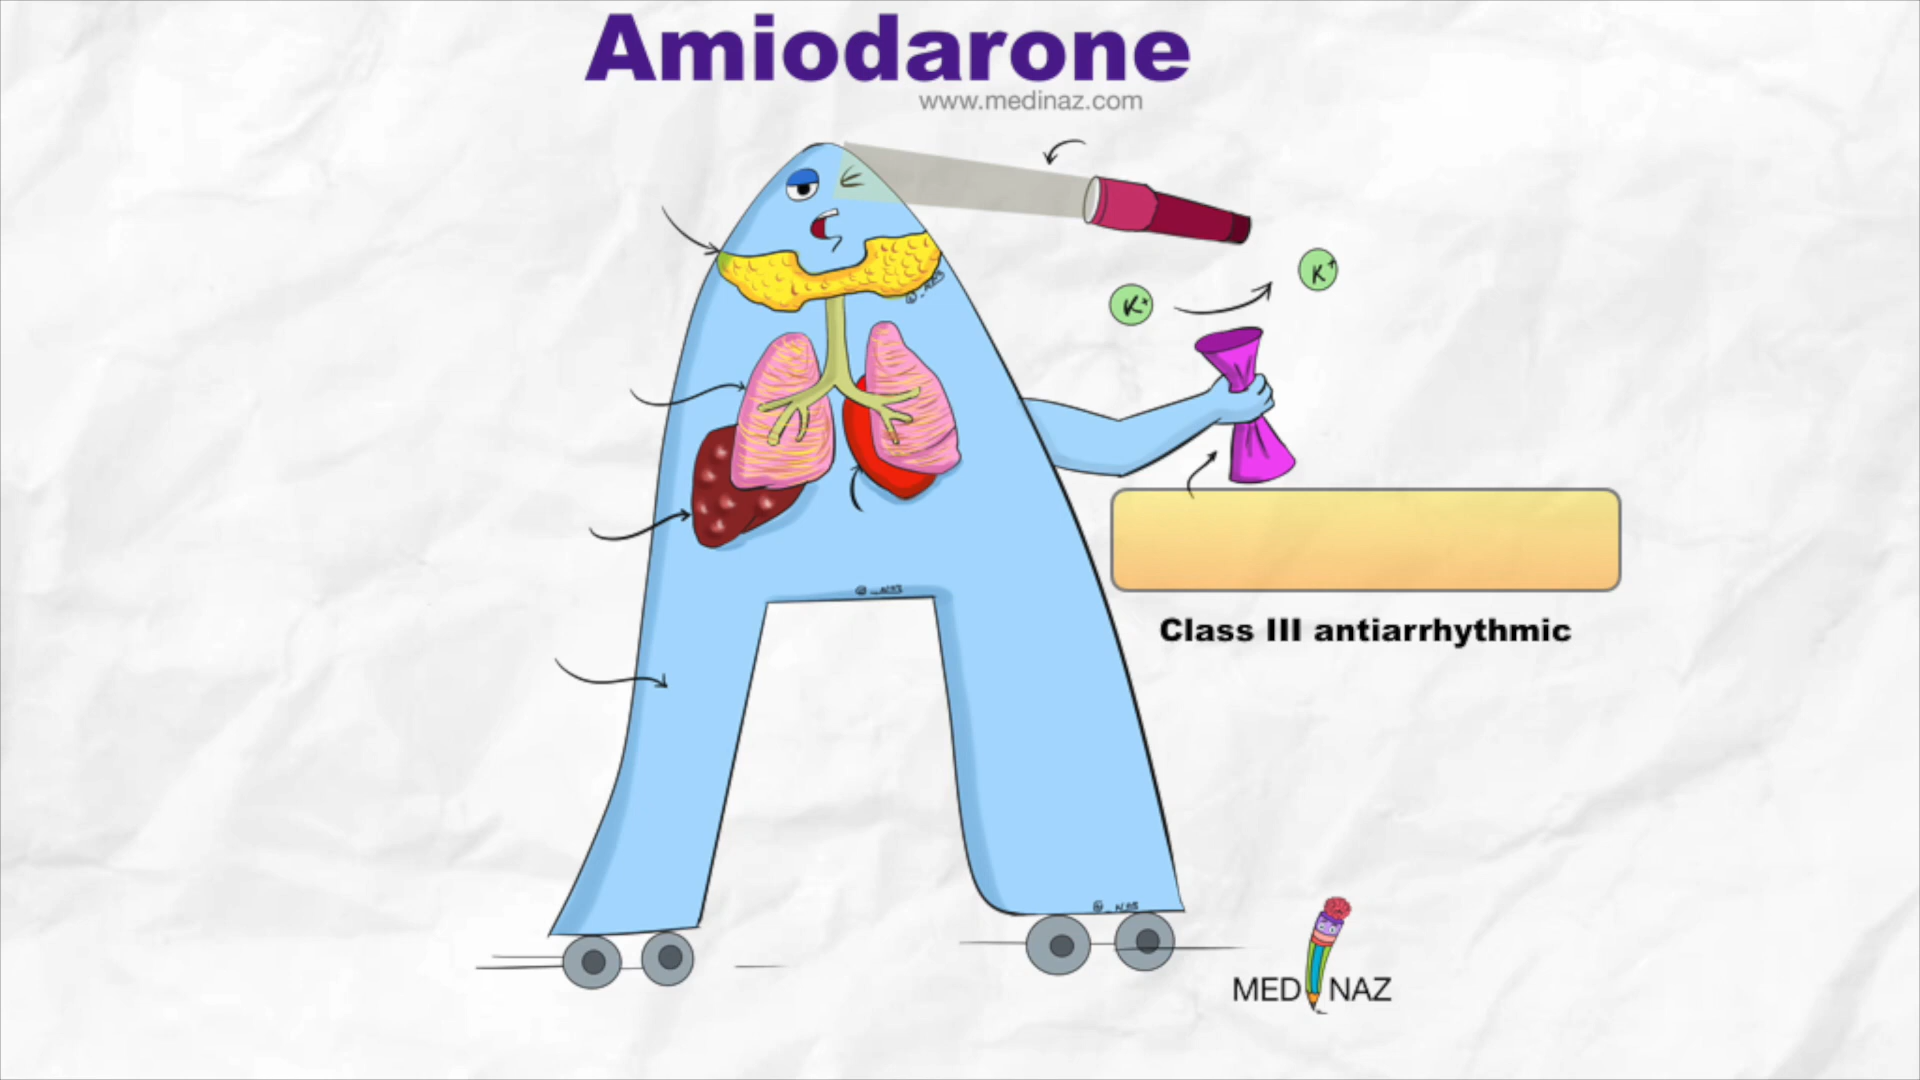 Amiodarone
www.medinaz.com
K+
K+
Class III antiarrhythmic
MED NAZ